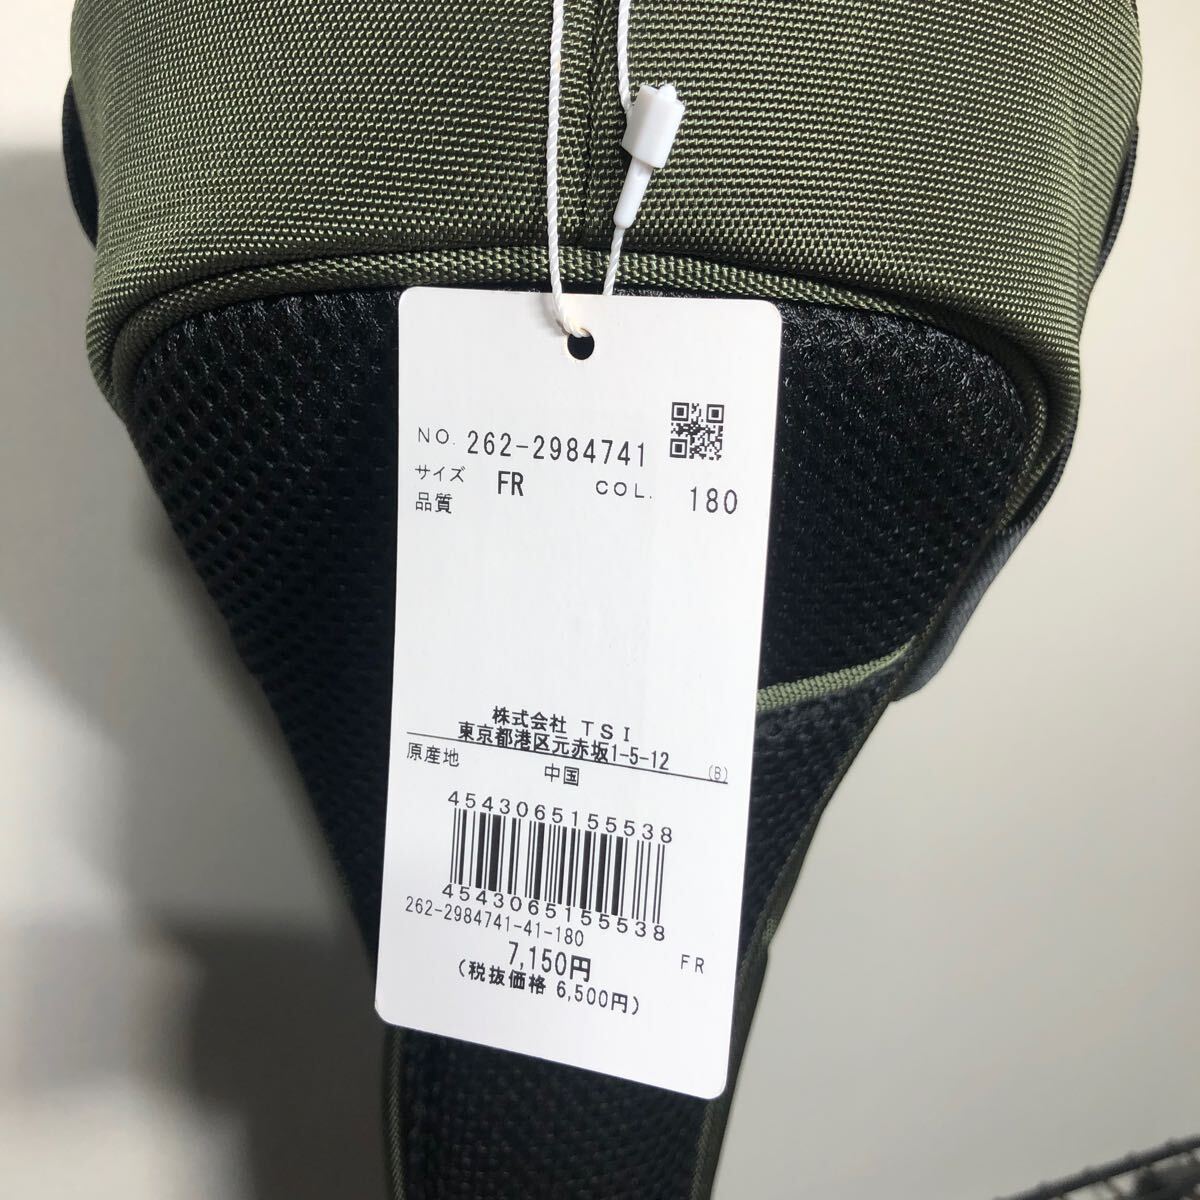 NO. 262-2984741
サイズ FR COL. 180
品質
株式会社 TSI
東京都港区元赤坂1-5-12 (B)
原産地 中国
4543065155538
4543065155538
262-2984741-41-180
7,150円 FR
(税抜価格 6,500円)